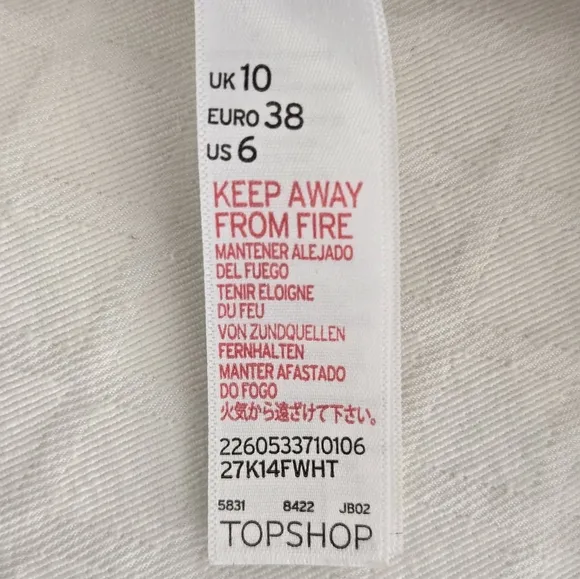 UK 10
EURO 38
US 6
KEEP AWAY
FROM FIRE
MANTENER ALEJADO
DEL FUEGO
TENIR ELOIGNE
DU FEU
VON ZUNDQUELLEN
FERNHALTEN
MANTER AFASTADO
DO FOGO
火気から遠ざけて下さい。
2260533710106
27K14FWHT
5831 8422 JB02
TOPSHOP